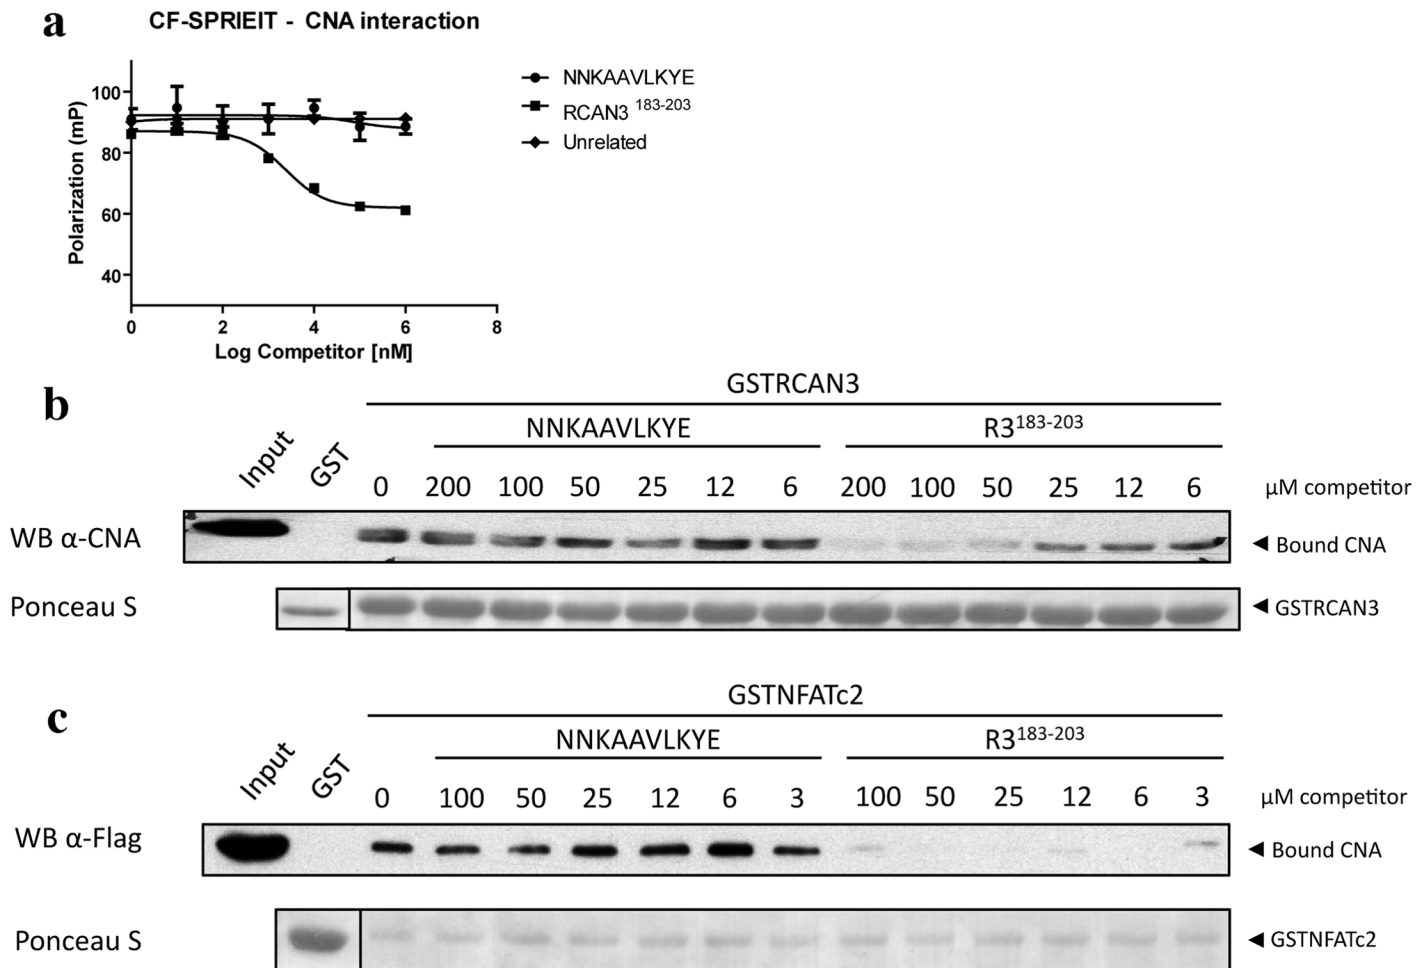 a
CF-SPRIEIT - CNA interaction
Polarization (mP)
100
80
60
40
0 2 4 6 8
Log Competitor [nM]
NNKAAVLKYE
RCAN3 183-203
Unrelated
b
GSTRCAN3
NNKAAVLKYE R3183-203
Input GST 0 200 100 50 25 12 6 200 100 50 25 12 6 µM competitor
WB α-CNA Bound CNA
Ponceau S GSTRCAN3
c
GSTNFATc2
NNKAAVLKYE R3183-203
Input GST 0 100 50 25 12 6 3 100 50 25 12 6 3 µM competitor
WB α-Flag Bound CNA
Ponceau S GSTNFATc2